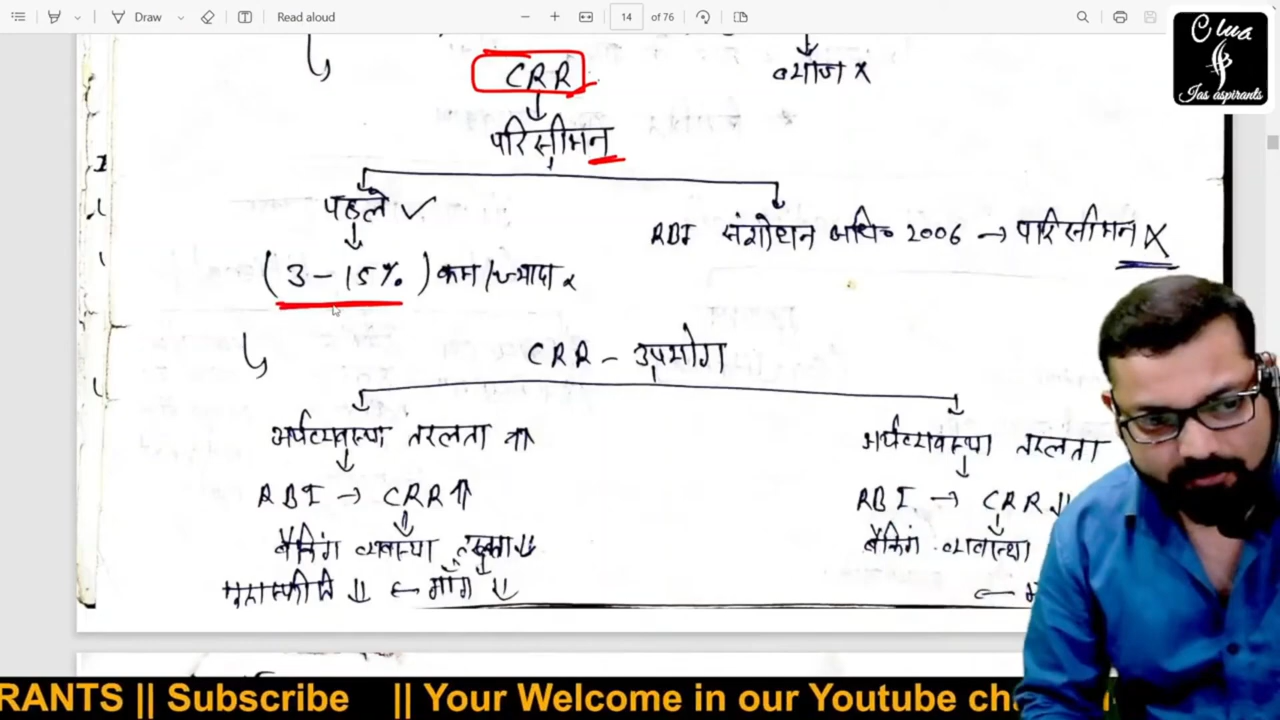 Draw
Read aloud
14 of 76
Clua
Ias aspirants
CRR
ब्याज X
परिसीमन
पहले ✓
RBI संशोधन अधि० 2006 → परिसीमन X
(3 – 15%) कम/ज्यादा x
CRR – उपयोग
अर्थव्यवस्था तरलता
अर्थव्यवस्था तरलता
RBI → CRR ⇑
RBI → CRR ⇓
बैंकिंग व्यवस्था तरलता ⇓
बैंकिंग व्यवस्था
मुद्रास्फीति ⇓ ← माँग ⇓
RANTS || Subscribe || Your Welcome in our Youtube cha